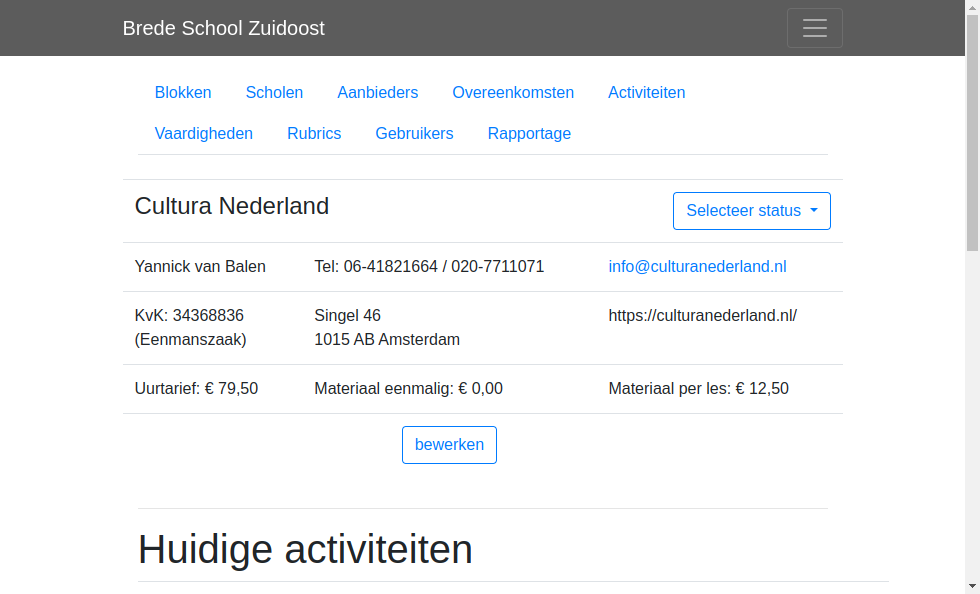 Brede School Zuidoost
Blokken Scholen Aanbieders Overeenkomsten Activiteiten
Vaardigheden Rubrics Gebruikers Rapportage
Cultura Nederland Selecteer status
Yannick van Balen Tel: 06-41821664 / 020-7711071 info@culturanederland.nl
KvK: 34368836 Singel 46 https://culturanederland.nl/
(Eenmanszaak) 1015 AB Amsterdam
Uurtarief: € 79,50 Materiaal eenmalig: € 0,00 Materiaal per les: € 12,50
bewerken
Huidige activiteiten